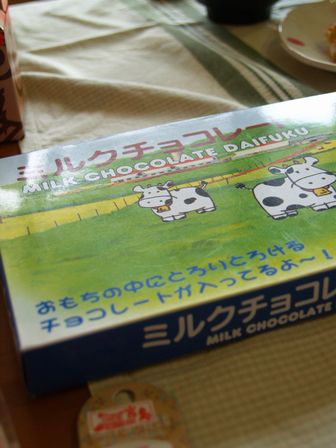 ミルクチョコレー
MILK CHOCOLATE DAIFUKU
おもちの中にとろりとろける
チョコレートが入ってるよ〜!
ミルクチョコレ
MILK CHOCOLATE